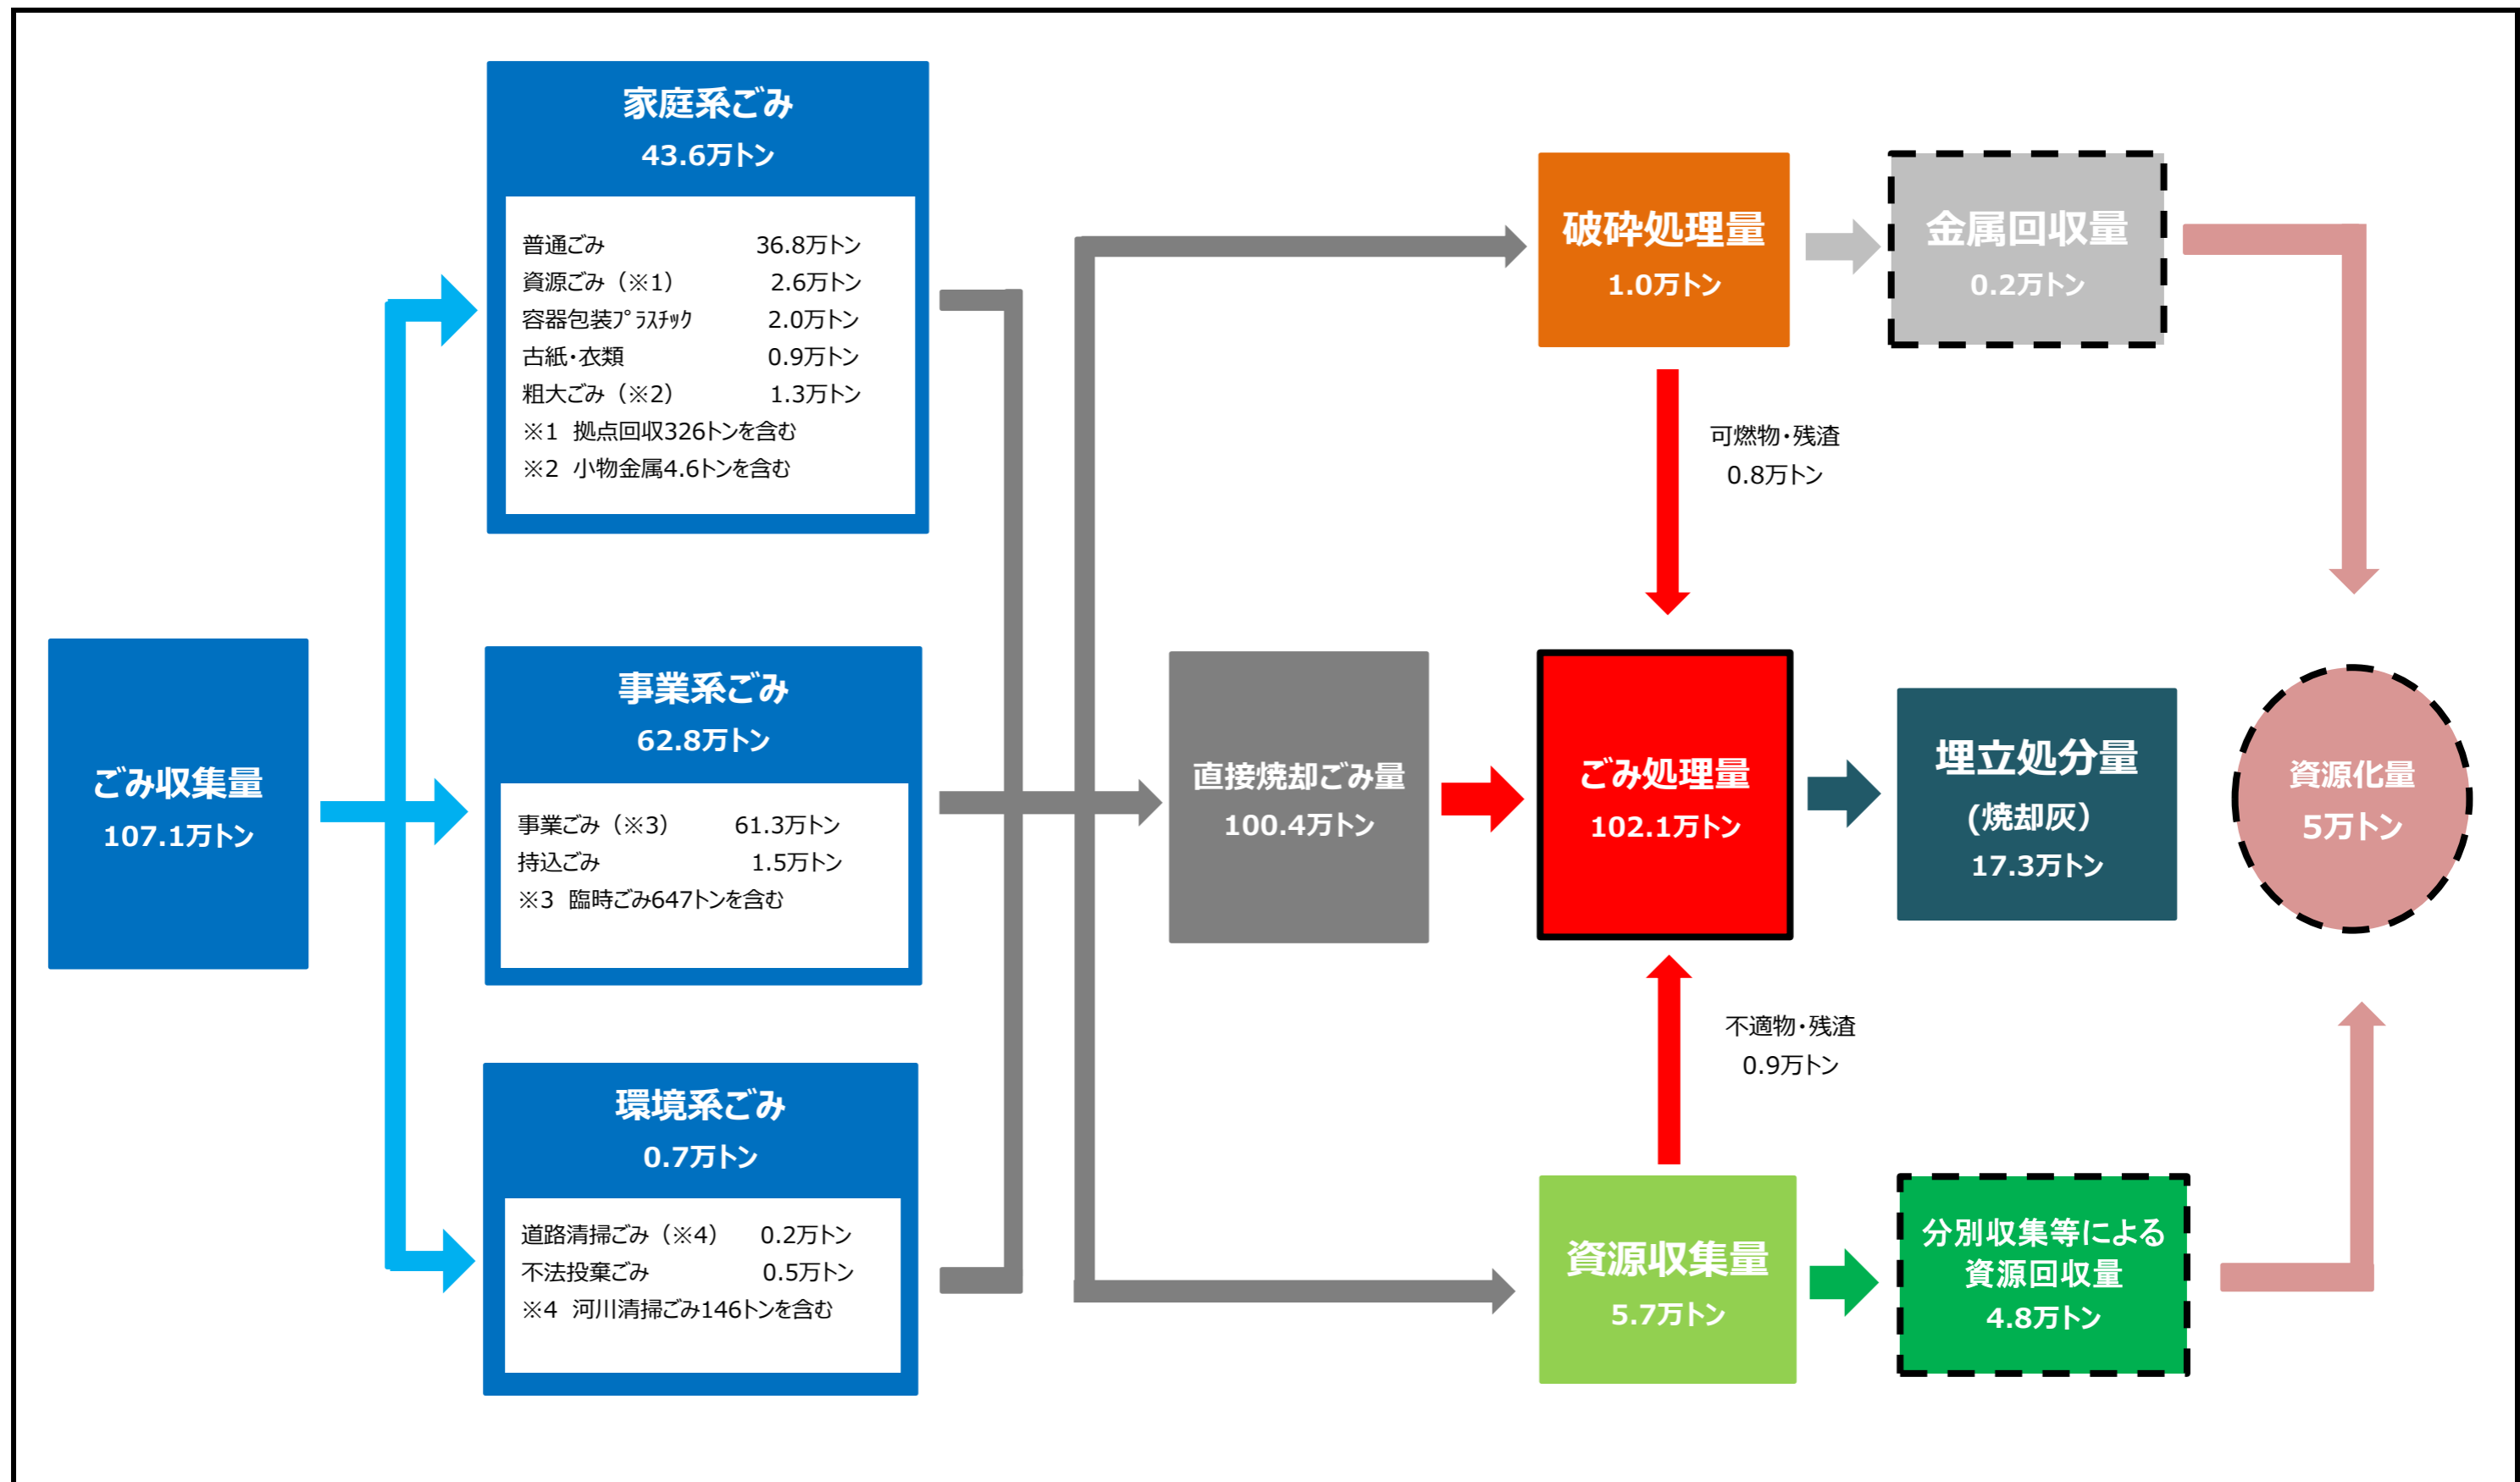 ごみ収集量
107.1万トン
家庭系ごみ
43.6万トン
普通ごみ 36.8万トン
資源ごみ（※1） 2.6万トン
容器包装ﾌﾟﾗｽﾁｯｸ 2.0万トン
古紙・衣類 0.9万トン
粗大ごみ（※2） 1.3万トン
※1 拠点回収326トンを含む
※2 小物金属4.6トンを含む
事業系ごみ
62.8万トン
事業ごみ（※3） 61.3万トン
持込ごみ 1.5万トン
※3 臨時ごみ647トンを含む
環境系ごみ
0.7万トン
道路清掃ごみ（※4） 0.2万トン
不法投棄ごみ 0.5万トン
※4 河川清掃ごみ146トンを含む
直接焼却ごみ量
100.4万トン
破砕処理量
1.0万トン
可燃物・残渣
0.8万トン
ごみ処理量
102.1万トン
不適物・残渣
0.9万トン
資源収集量
5.7万トン
金属回収量
0.2万トン
埋立処分量
(焼却灰）
17.3万トン
分別収集等による
資源回収量
4.8万トン
資源化量
5万トン